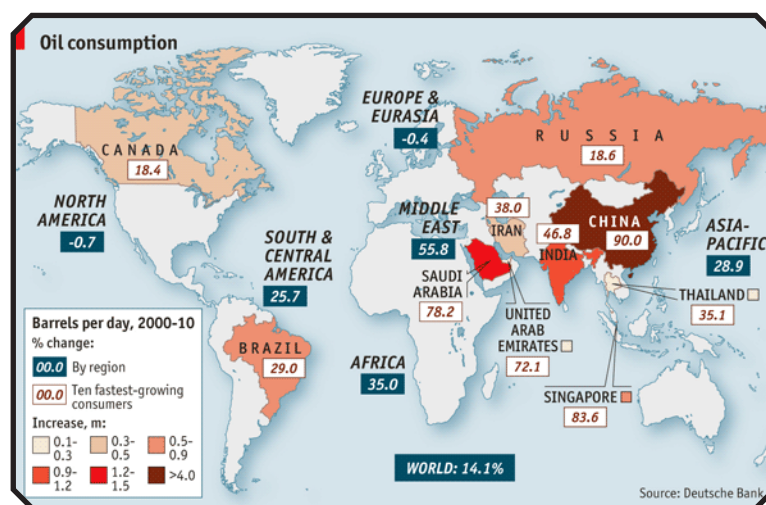 Oil consumption
EUROPE &
EURASIA
-0.4
RUSSIA
18.6
CANADA
18.4
NORTH
AMERICA
-0.7
MIDDLE
EAST
55.8
38.0
IRAN
46.8
INDIA
CHINA
90.0
ASIA-
PACIFIC
28.9
SOUTH &
CENTRAL
AMERICA
25.7
SAUDI
ARABIA
78.2
UNITED
ARAB
EMIRATES
72.1
THAILAND
35.1
BRAZIL
29.0
AFRICA
35.0
SINGAPORE
83.6
Barrels per day, 2000-10
% change:
00.0 By region
00.0 Ten fastest-growing
consumers
Increase, m:
0.1-
0.3
0.3-
0.5
0.5-
0.9
0.9-
1.2
1.2-
1.5
>4.0
WORLD: 14.1%
Source: Deutsche Bank